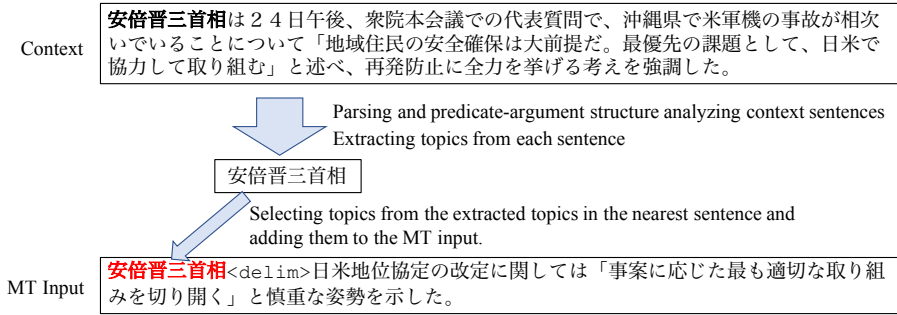 Context
安倍晋三首相は２４日午後、衆院本会議での代表質問で、沖縄県で米軍機の事故が相次
いでいることについて「地域住民の安全確保は大前提だ。最優先の課題として、日米で
協力して取り組む」と述べ、再発防止に全力を挙げる考えを強調した。
Parsing and predicate-argument structure analyzing context sentences
Extracting topics from each sentence
安倍晋三首相
Selecting topics from the extracted topics in the nearest sentence and
adding them to the MT input.
MT Input
安倍晋三首相<delim>日米地位協定の改定に関しては「事案に応じた最も適切な取り組
みを切り開く」と慎重な姿勢を示した。